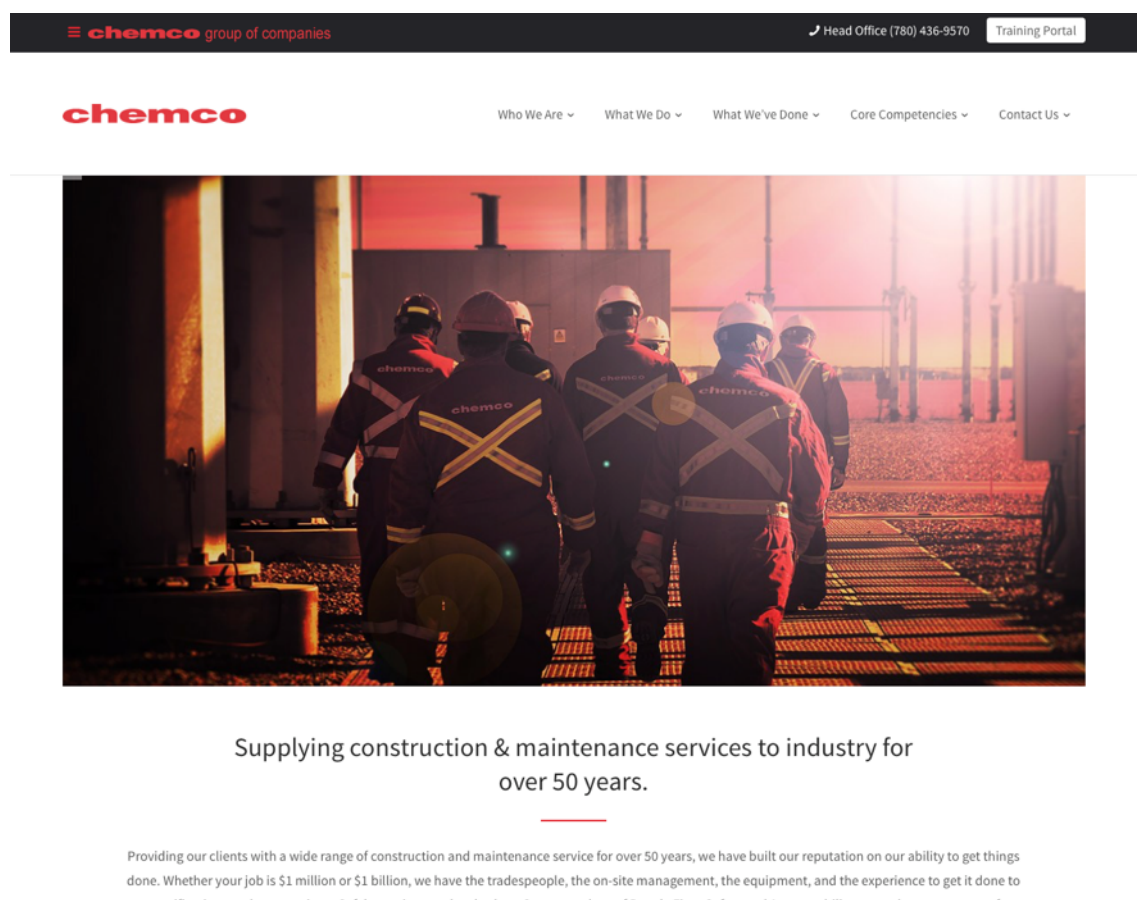 chemco group of companies
Head Office (780) 436-9570
Training Portal
chemco
Who We Are
What We Do
What We've Done
Core Competencies
Contact Us
chemco
chemco
chemco
chemco
Supplying construction & maintenance services to industry for
over 50 years.
Providing our clients with a wide range of construction and maintenance service for over 50 years, we have built our reputation on our ability to get things
done. Whether your job is $1 million or $1 billion, we have the tradespeople, the on-site management, the equipment, and the experience to get it done to